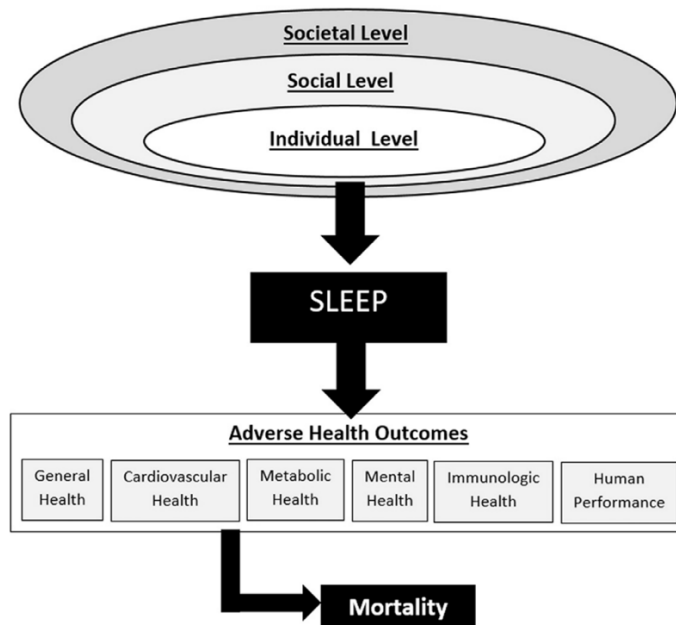 Societal Level
Social Level
Individual Level
SLEEP
Adverse Health Outcomes
General
Health
Cardiovascular
Health
Metabolic
Health
Mental
Health
Immunologic
Health
Human
Performance
Mortality